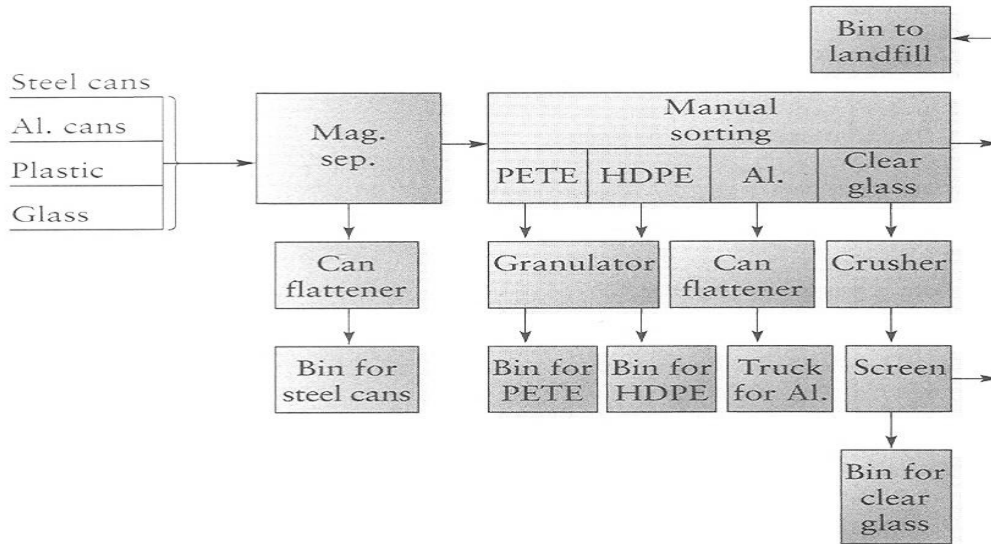 Bin to
landfill
Steel cans
Al. cans
Plastic
Glass
Mag.
sep.
Manual
sorting
PETE
HDPE
Al.
Clear
glass
Can
flattener
Granulator
Can
flattener
Crusher
Bin for
steel cans
Bin for
PETE
Bin for
HDPE
Truck
for Al.
Screen
Bin for
clear
glass